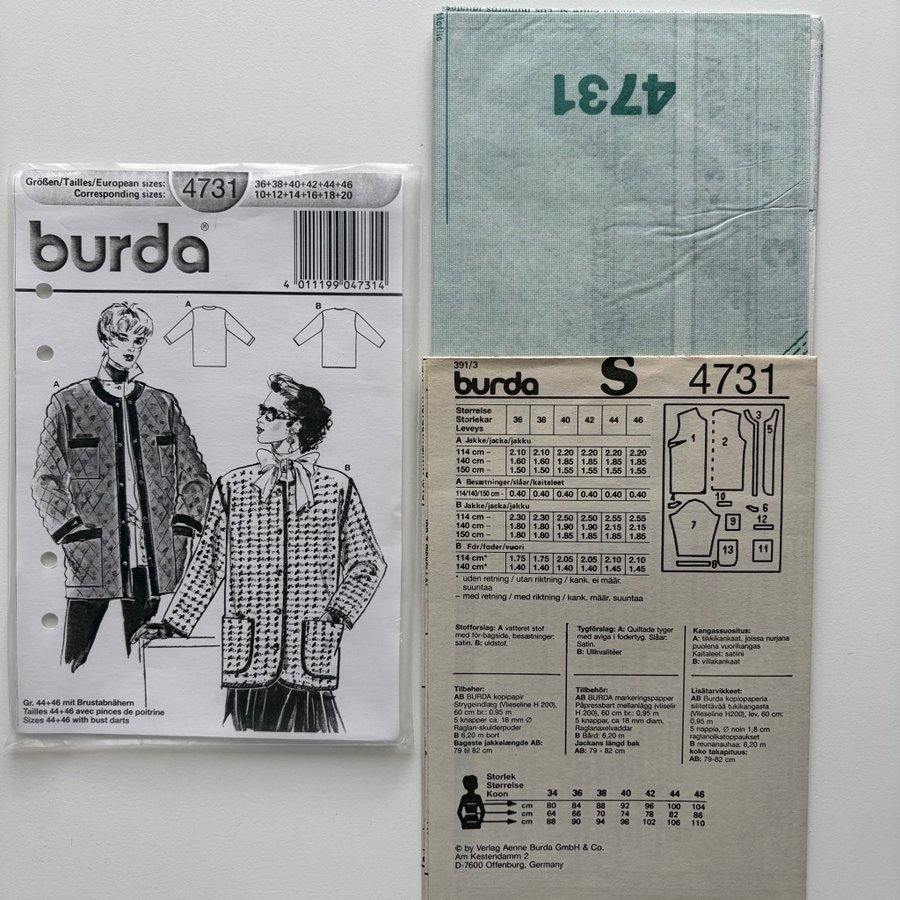 Größen/Tailles/European sizes:
Corresponding sizes:
4731
36+38+40+42+44+46
10+12+14+16+18+20
burda®
4 011199 047314
A
B
A
B
Gr. 44+46 mit Brustabnähern
Tailles 44+46 avec pinces de poitrine
Sizes 44+46 with bust darts
4731
3
391/3
burda S 4731
Størrelse
Storlekar
Leveys
36 38 40 42 44 46
A Jakke/jacka/jakku
114 cm – 2.10 2.10 2.20 2.20 2.20 2.20
140 cm – 1.60 1.60 1.85 1.85 1.85 1.85
150 cm – 1.50 1.50 1.55 1.55 1.55 1.55
A Besætninger/slåar/kaitaleet
114/140/150 cm – 0.40 0.40 0.40 0.40 0.40 0.40
B Jakke/jacka/jakku
114 cm – 2.30 2.30 2.50 2.50 2.55 2.55
140 cm – 1.80 1.80 1.90 1.90 2.15 2.15
150 cm – 1.80 1.80 1.85 1.85 1.85 1.85
B Fdr/foder/vuori
114 cm* 1.75 1.75 2.05 2.05 2.10 2.10
140 cm* 1.40 1.40 1.40 1.40 1.45 1.45
* uden retning / utan riktning / kank. ei määr.
suuntaa
– med retning / med riktning / kank. määr. suuntaa
1 2 3 5
4 10 6
7 9 12
8 13 11
Stofforslag: A vatteret stof
med fór-bagside, besætninger:
satin. B: uldstof.
Tygförslag: A: Quiltade tyger
med aviga i fodertyg. Slåar:
Satin.
B: Ullkvalitéer
Kangassuositus:
A: tikkikankaat, joissa nurjana
puolena vuorikangas
Kaitaleet: satiini
B: villakankaat
Tilbehør:
AB BURDA kopipapir
Strygeindlæg (Vlieseline H 200),
60 cm br.: 0,95 m
5 knapper ca. 18 mm Ø
Raglan-skulderpuder
B 6,20 m bort
Bageste jakkelængde AB:
79 til 82 cm
Tillbehör:
AB BURDA markeringspapper
Påpressbart mellanlägg (vlieselir
H 200), 60 cm br.: 0,95 m
5 knappar, ca 18 mm diam.
Raglanaxelvaddar
B Bård: 6,20 m
Jackans längd bak
AB: 79 - 82 cm
Lisätarvikkeet:
AB Burda kopiopaperia
silitettävää tukikangasta
(Vlieseline H200), lev. 60 cm:
0,95 m
5 nappia, Ø noin 1,8 cm
raglanolkatoppaukset
B reunanauhaa: 6,20 m
koko takapituus:
AB: 79-82 cm
Storlek
Størrelse
Koon
34 36 38 40 42 44 46
cm 80 84 88 92 96 100 104
cm 64 66 70 74 78 82 86
cm 88 90 94 98 102 106 110
© by Verlag Aenne Burda GmbH & Co.
Am Kestendamm 2
D-7600 Offenburg, Germany